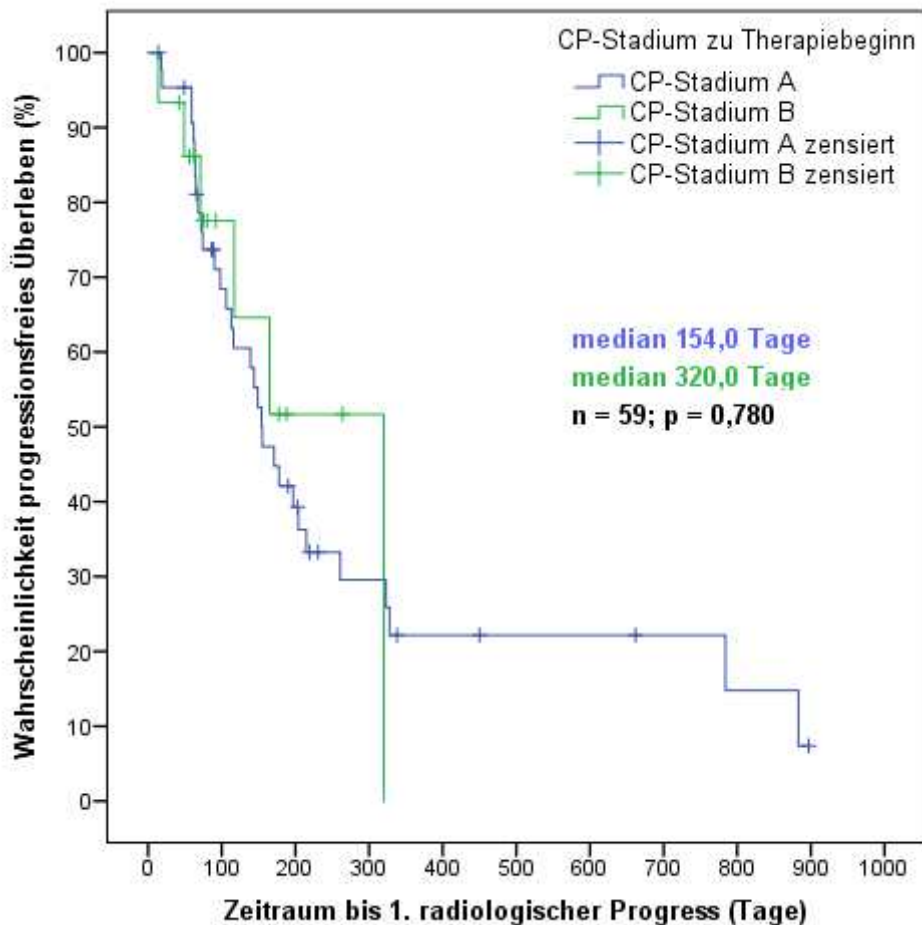 CP-Stadium zu Therapiebeginn
CP-Stadium A
CP-Stadium B
CP-Stadium A zensiert
CP-Stadium B zensiert
median 154,0 Tage
median 320,0 Tage
n = 59; p = 0,780
Wahrscheinlichkeit progressionsfreies Überleben (%)
100
90
80
70
60
50
40
30
20
10
0
0 100 200 300 400 500 600 700 800 900 1000
Zeitraum bis 1. radiologischer Progress (Tage)